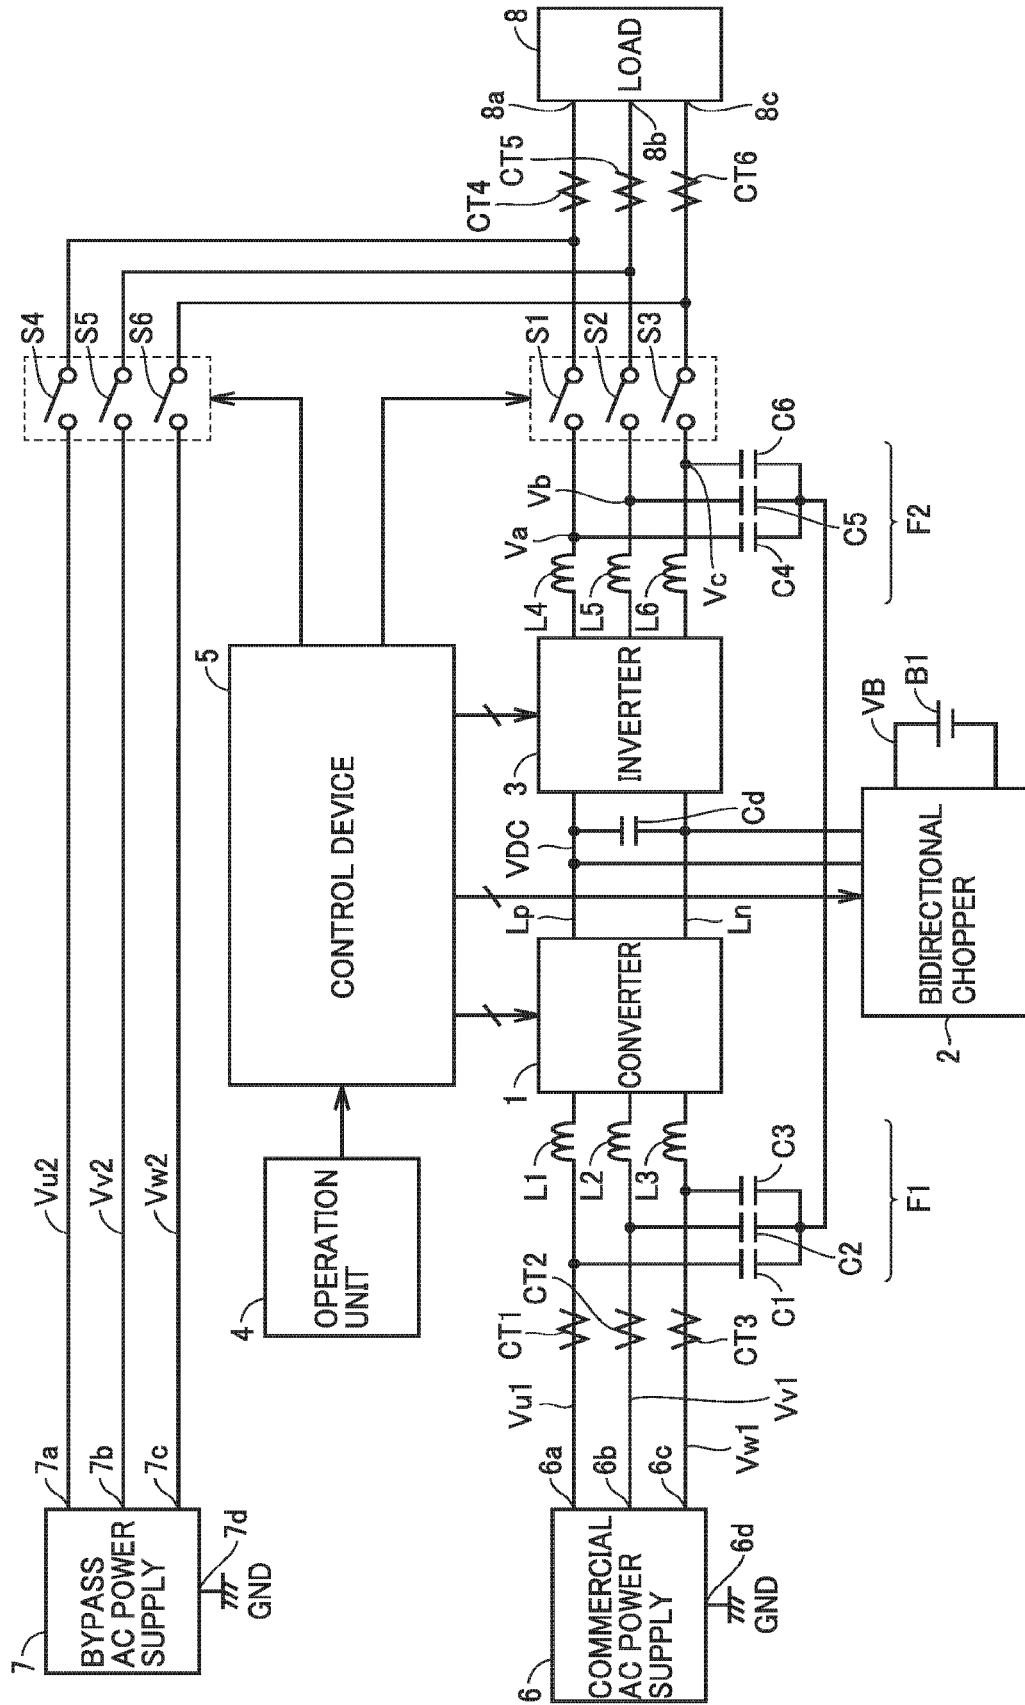 7
BYPASS
AC POWER
SUPPLY
7a
7b
7c
7d
GND
Vu2
Vv2
Vw2
S4
S5
S6
4
OPERATION
UNIT
5
CONTROL DEVICE
6
COMMERCIAL
AC POWER
SUPPLY
6a
6b
6c
6d
GND
Vu1
Vv1
Vw1
CT1
CT2
CT3
C1
C2
C3
F1
L1
L2
L3
1
CONVERTER
Lp
Ln
VDC
Cd
3
INVERTER
2
BIDIRECTIONAL
CHOPPER
VB
B1
L4
L5
L6
Va
Vb
Vc
C4
C5
C6
F2
S1
S2
S3
CT4
CT5
CT6
8a
8b
8c
8
LOAD